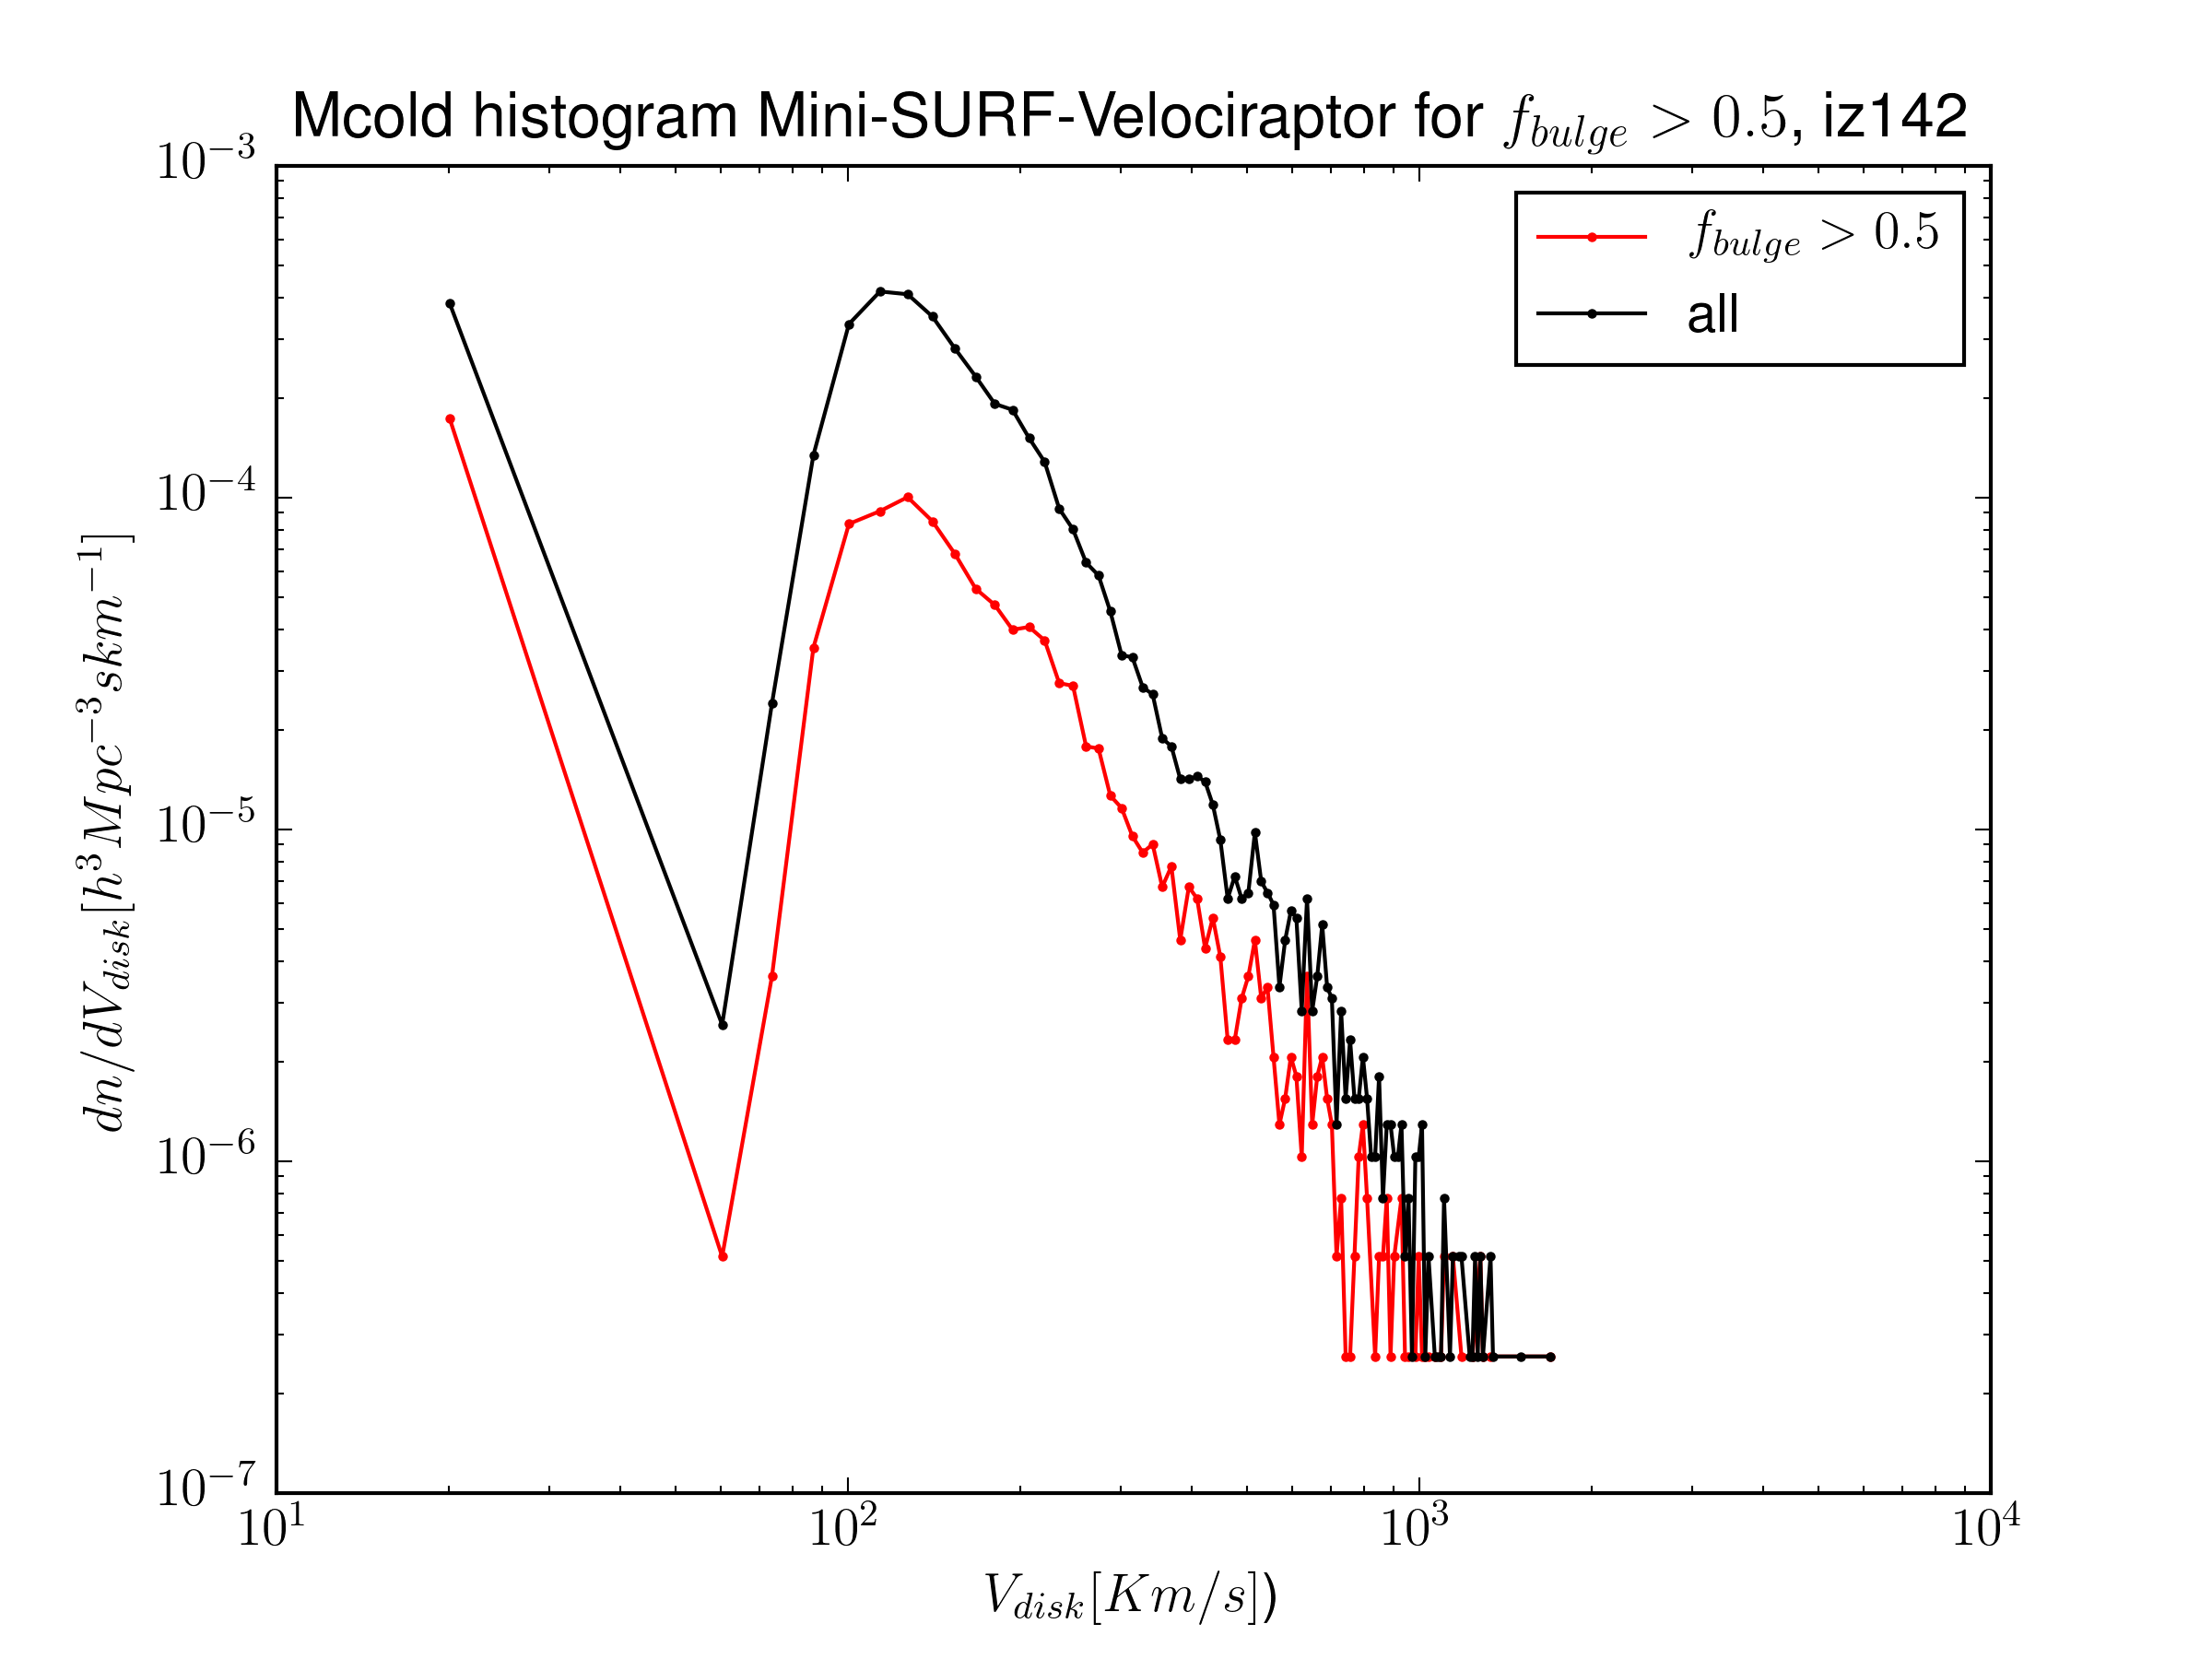 Mcold histogram Mini-SURF-Velociraptor for $f_{bulge} > 0.5$, iz142
$f_{bulge} > 0.5$
all
$10^{-3}$
$10^{-4}$
$10^{-5}$
$10^{-6}$
$10^{-7}$
$dn/dV_{disk}[h^3Mpc^{-3}skm^{-1}]$
$10^1$ $10^2$ $10^3$ $10^4$
$V_{disk}[Km/s]$)